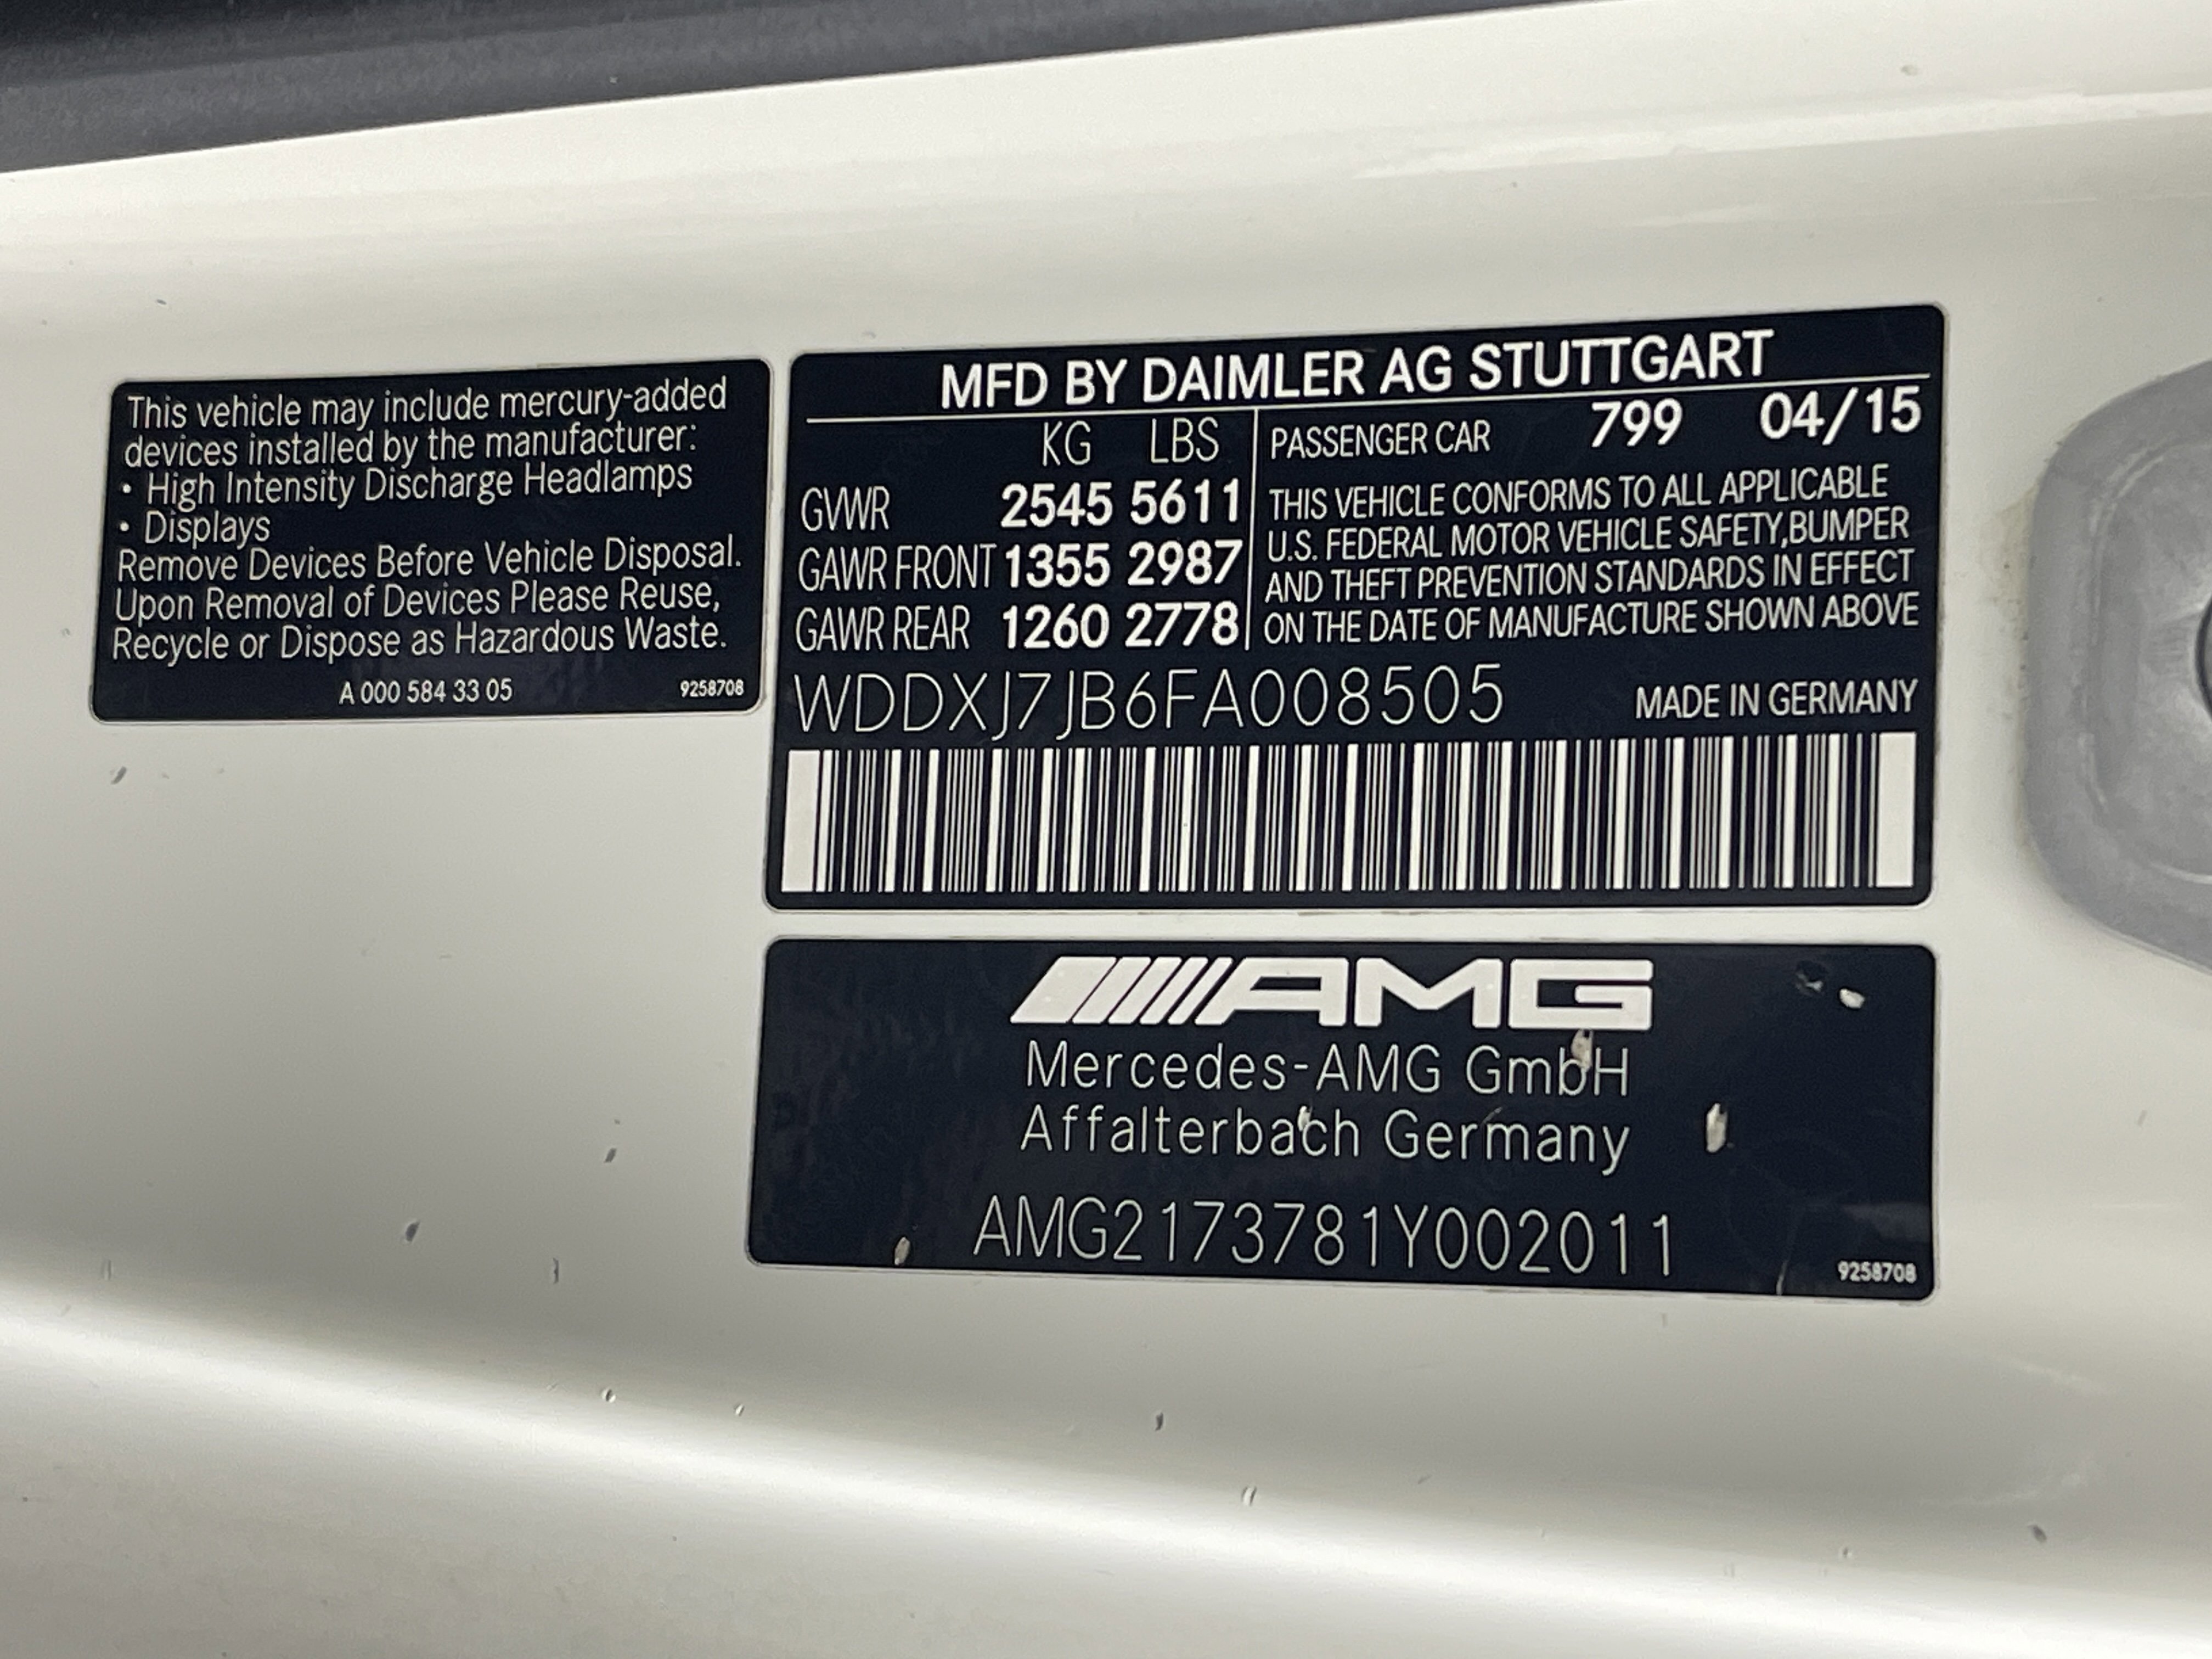 This vehicle may include mercury-added
devices installed by the manufacturer:
• High Intensity Discharge Headlamps
• Displays
Remove Devices Before Vehicle Disposal.
Upon Removal of Devices Please Reuse,
Recycle or Dispose as Hazardous Waste.
A 000 584 33 05 9258708
MFD BY DAIMLER AG STUTTGART
KG LBS
GVWR 2545 5611
GAWR FRONT 1355 2987
GAWR REAR 1260 2778
PASSENGER CAR 799 04/15
THIS VEHICLE CONFORMS TO ALL APPLICABLE
U.S. FEDERAL MOTOR VEHICLE SAFETY,BUMPER
AND THEFT PREVENTION STANDARDS IN EFFECT
ON THE DATE OF MANUFACTURE SHOWN ABOVE
WDDXJ7JB6FA008505 MADE IN GERMANY
AMG
Mercedes-AMG GmbH
Affalterbach Germany
AMG2173781Y002011
9258708